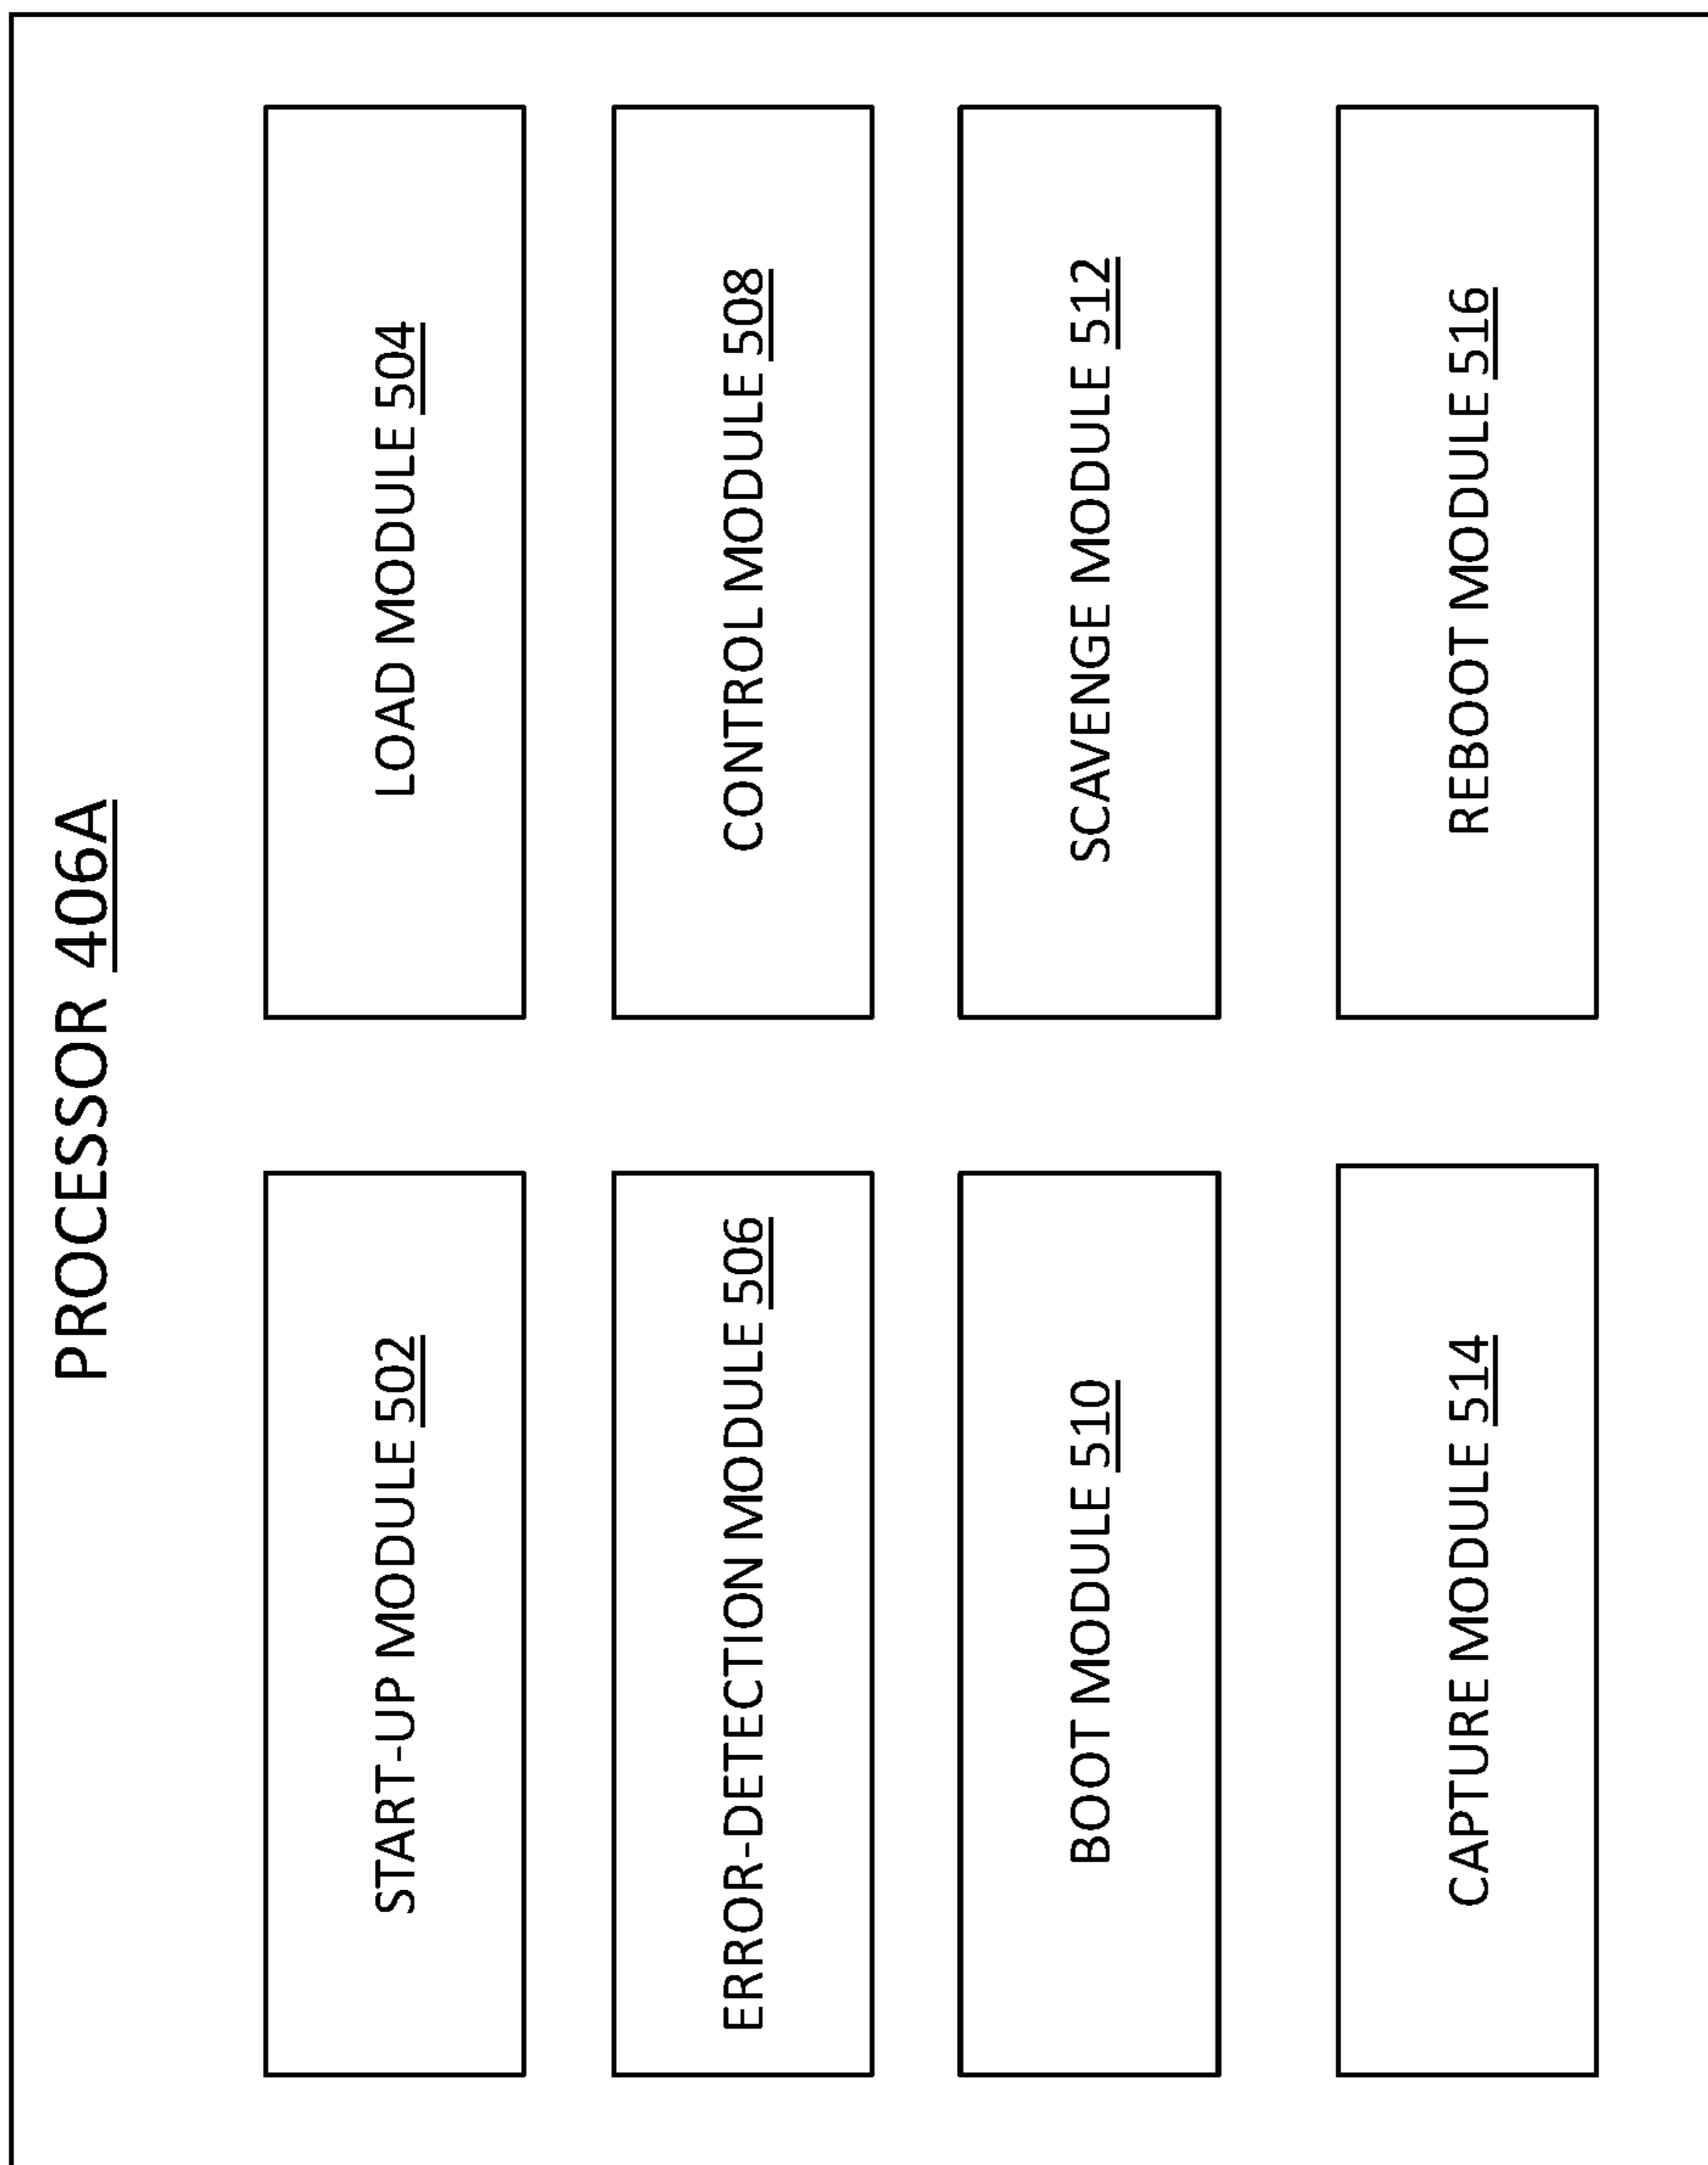 PROCESSOR 406A
START-UP MODULE 502
LOAD MODULE 504
ERROR-DETECTION MODULE 506
CONTROL MODULE 508
BOOT MODULE 510
SCAVENGE MODULE 512
CAPTURE MODULE 514
REBOOT MODULE 516